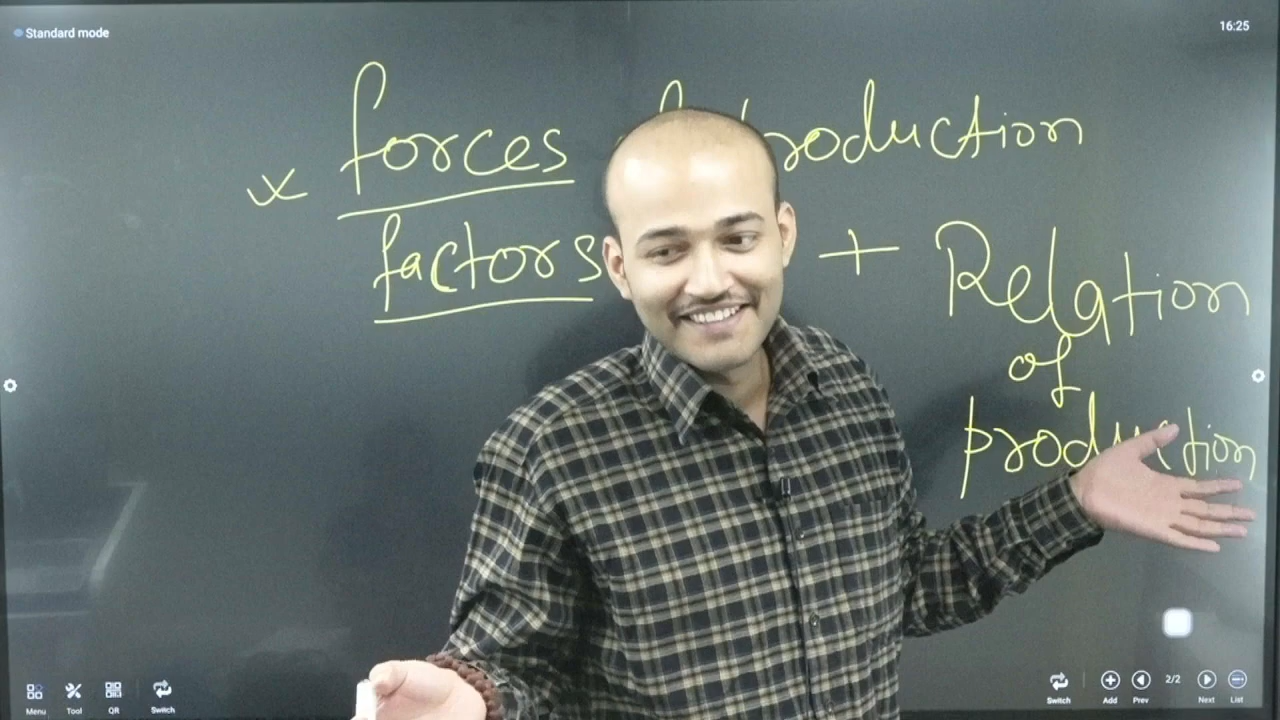 Standard mode
16:25
x forces production
factors + Relation
of
production
Menu Tool QR Switch
Switch Add Prev 2/2 Next List